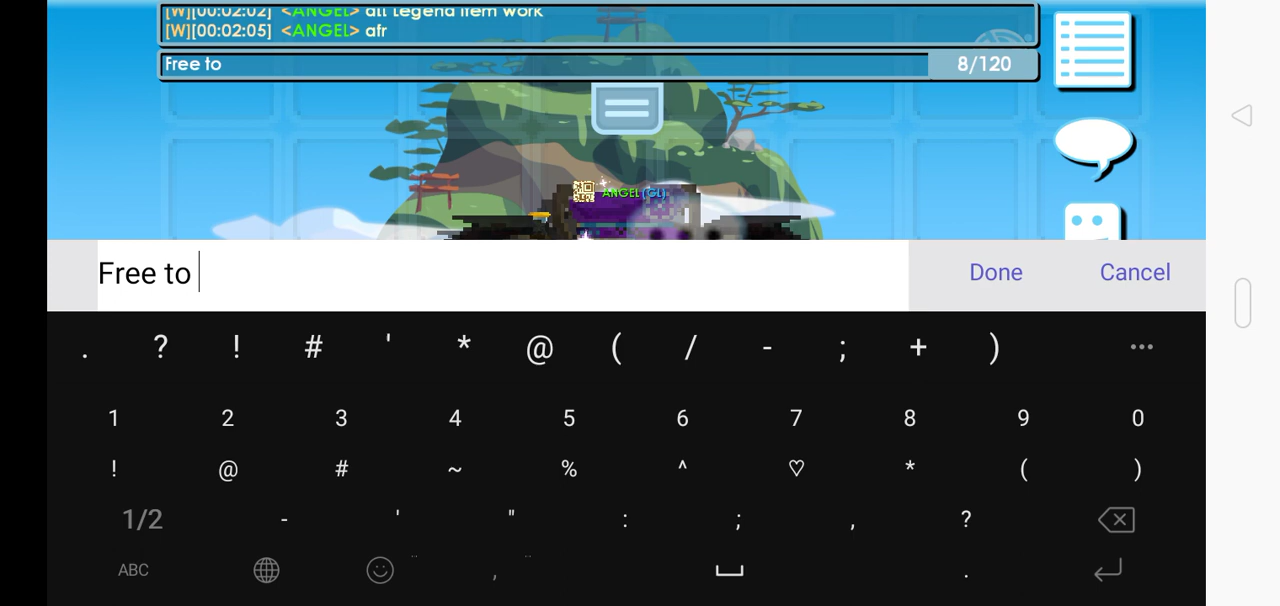 [W][00:02:02] <ANGEL> all Legend item work
[W][00:02:05] <ANGEL> afr
Free to 8/120
ANGEL (GL)
Free to Done Cancel
. ? ! # ' * @ ( / - ; + ) •••
1 2 3 4 5 6 7 8 9 0
! @ # ~ % ^ ♡ * ( )
1/2 - ' " : ; , ?
ABC , .